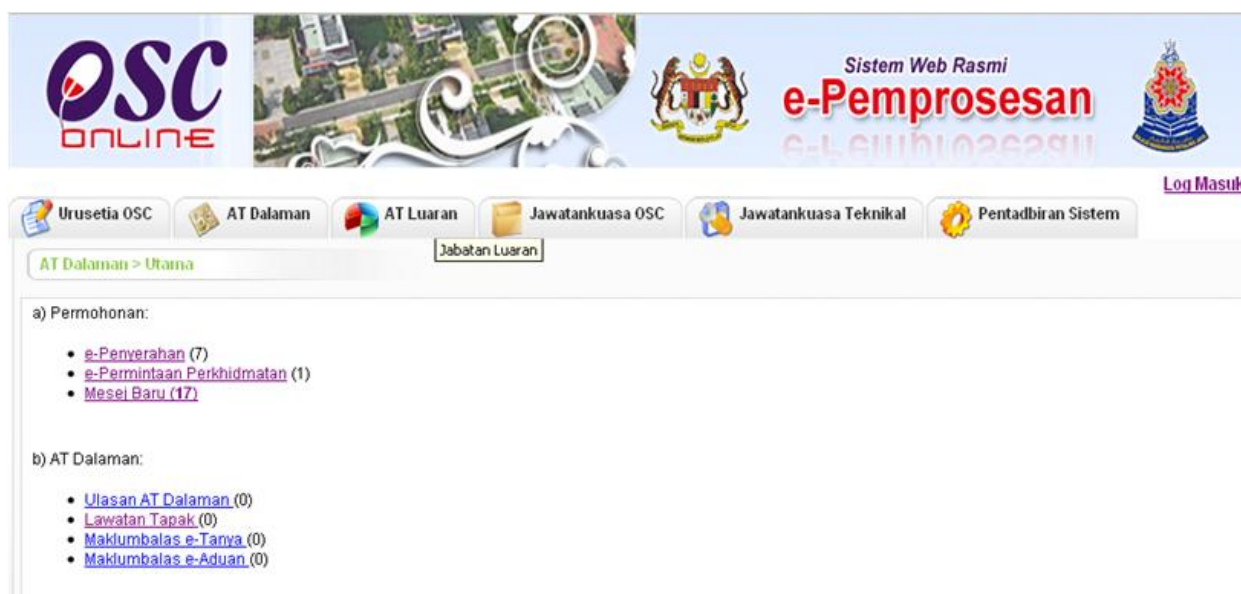 OSC
ONLINE
Sistem Web Rasmi
e-Pemprosesan
Log Masuk
Urusetia OSC
AT Dalaman
AT Luaran
Jawatankuasa OSC
Jawatankuasa Teknikal
Pentadbiran Sistem
Jabatan Luaran
AT Dalaman > Utama
a) Permohonan:
• e-Penyerahan (7)
• e-Permintaan Perkhidmatan (1)
• Mesej Baru (17)
b) AT Dalaman:
• Ulasan AT Dalaman (0)
• Lawatan Tapak (0)
• Maklumbalas e-Tanya (0)
• Maklumbalas e-Aduan (0)